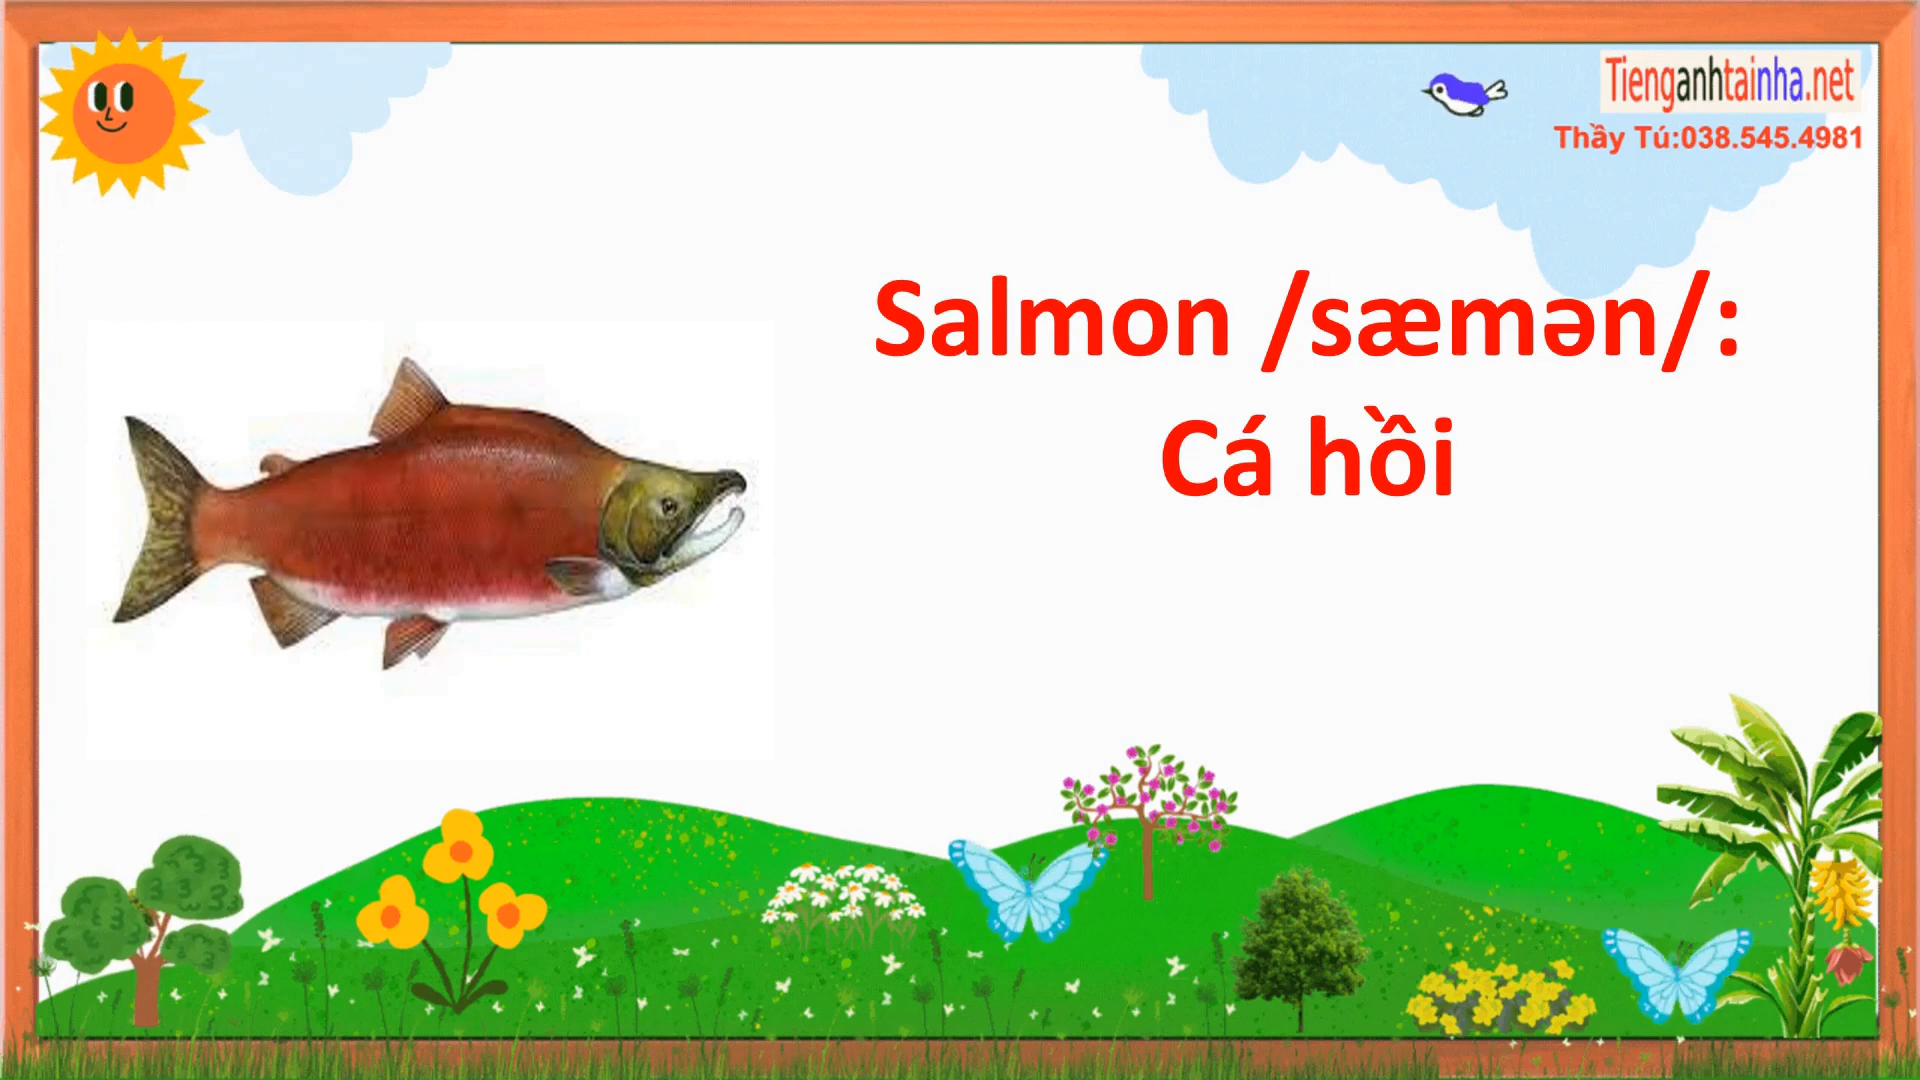 Tienganhtainha.net
Thầy Tú:038.545.4981
Salmon /sæmən/:
Cá hồi